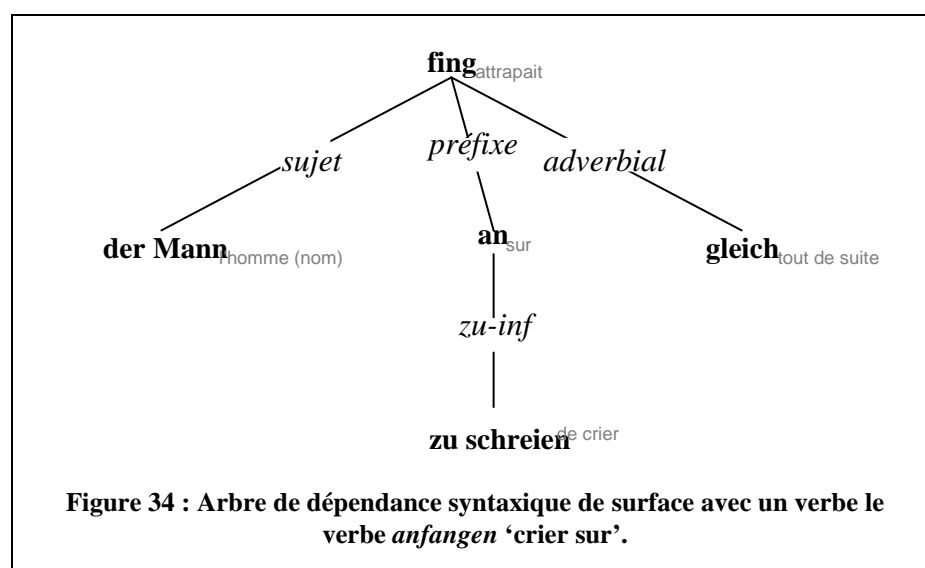 fing attrapait
sujet préfixe adverbial
der Mann l'homme (nom) an sur gleich tout de suite
zu-inf
zu schreien de crier
Figure 34 : Arbre de dépendance syntaxique de surface avec un verbe le
verbe anfangen ‘crier sur’.